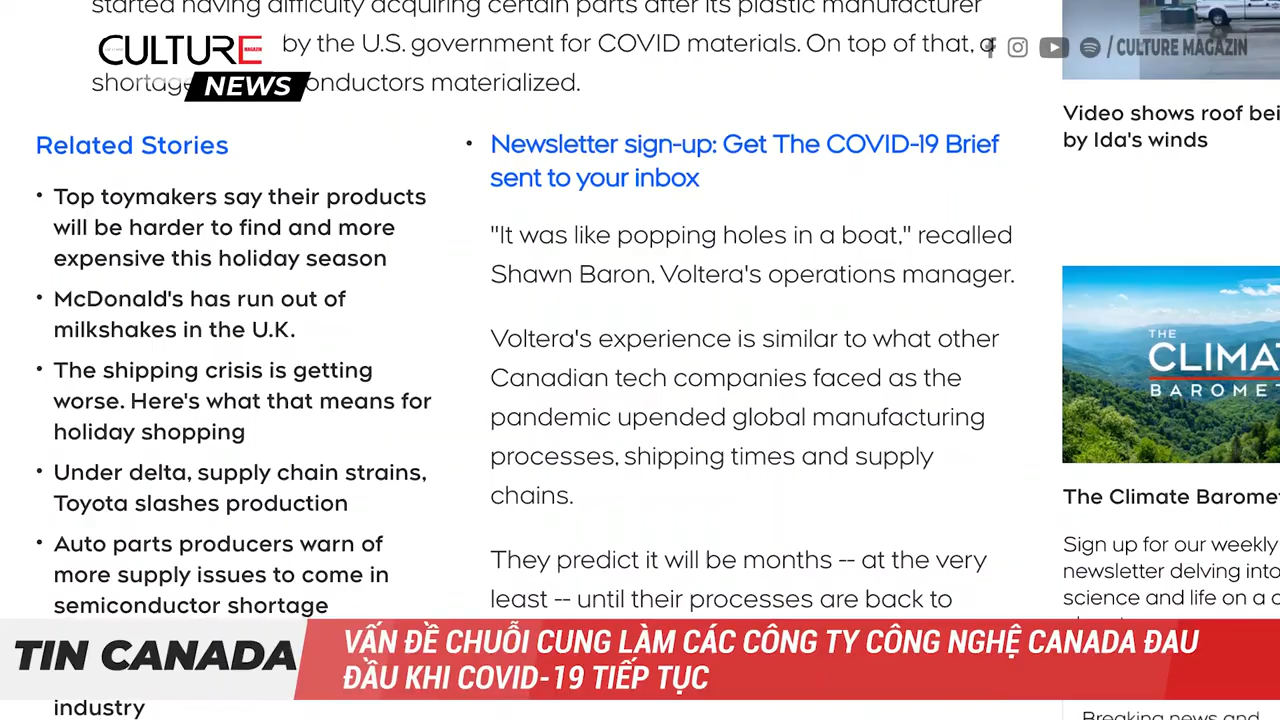 started having difficulty acquiring certain parts after its plastic manufacturer
by the U.S. government for COVID materials. On top of that, a
shortage
onductors materialized.
CULTURE
MAGAZIN
NEWS
/ CULTURE MAGAZIN
Related Stories
• Top toymakers say their products
will be harder to find and more
expensive this holiday season
• McDonald's has run out of
milkshakes in the U.K.
• The shipping crisis is getting
worse. Here's what that means for
holiday shopping
• Under delta, supply chain strains,
Toyota slashes production
• Auto parts producers warn of
more supply issues to come in
semiconductor shortage
industry
• Newsletter sign-up: Get The COVID-19 Brief
sent to your inbox
"It was like popping holes in a boat," recalled
Shawn Baron, Voltera's operations manager.
Voltera's experience is similar to what other
Canadian tech companies faced as the
pandemic upended global manufacturing
processes, shipping times and supply
chains.
They predict it will be months -- at the very
least -- until their processes are back to
Video shows roof bei
by Ida's winds
THE
CLIMA
BAROMET
The Climate Baromet
Sign up for our weekly
newsletter delving into
science and life on a c
Breaking news and
TIN CANADA
VẤN ĐỀ CHUỖI CUNG LÀM CÁC CÔNG TY CÔNG NGHỆ CANADA ĐAU
ĐẦU KHI COVID-19 TIẾP TỤC